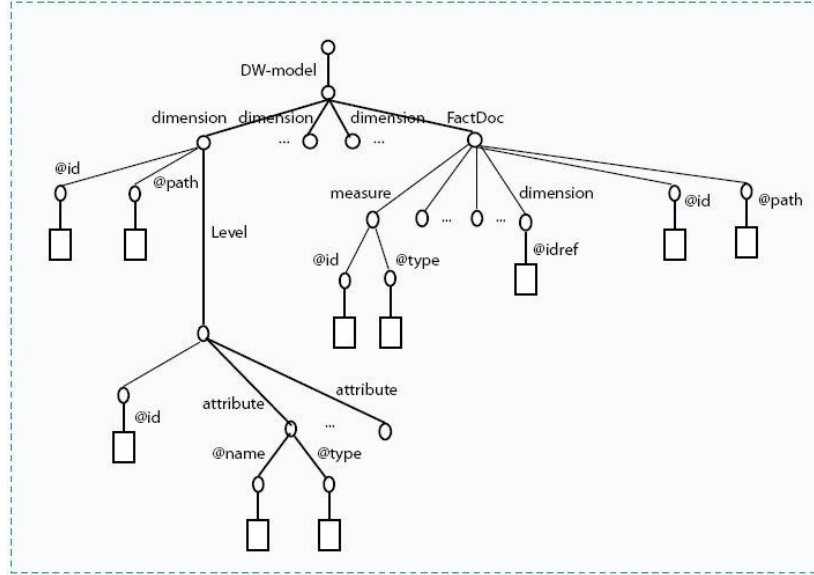 DW-model
dimension dimension dimension FactDoc
... ...
@id @path measure dimension @id @path
... ...
Level @id @type @idref
attribute attribute
@id ...
@name @type